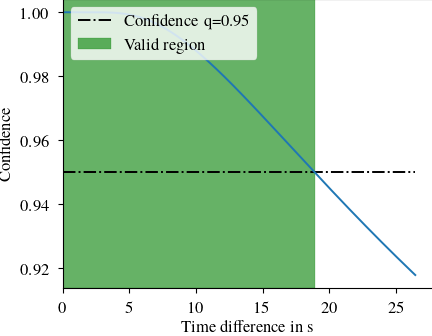 Confidence q=0.95
Valid region
1.00
0.98
0.96
0.94
0.92
Confidence
0
5
10
15
20
25
Time difference in s